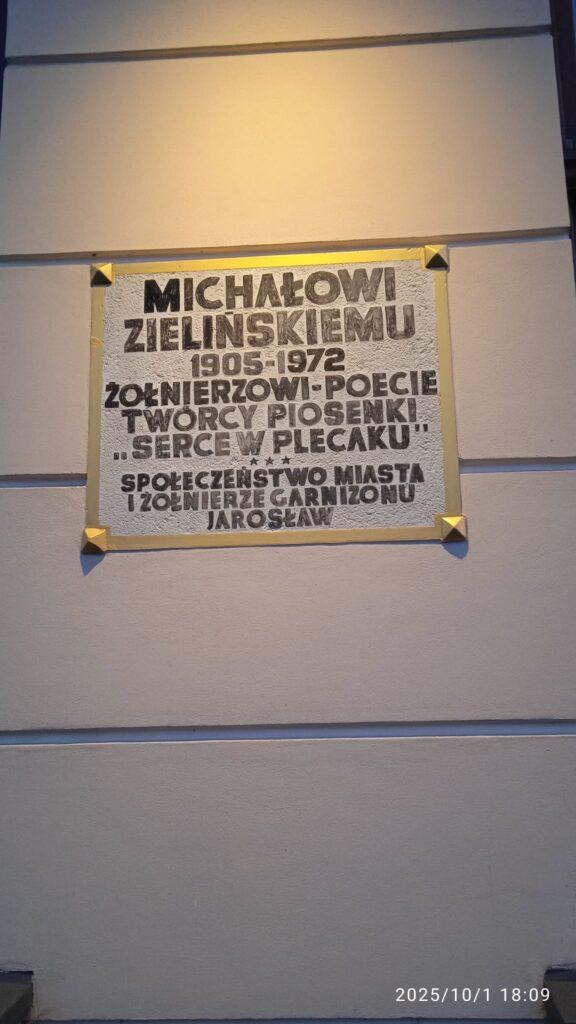 MICHAŁOWI
ZIELIŃSKIEMU
1905-1972
ŻOŁNIERZOWI-POECIE
TWÓRCY PIOSENKI
„SERCE W PLECAKU"
★★★
SPOŁECZEŃSTWO MIASTA
I ŻOŁNIERZE GARNIZONU
JAROSŁAW
2025/10/1 18:09